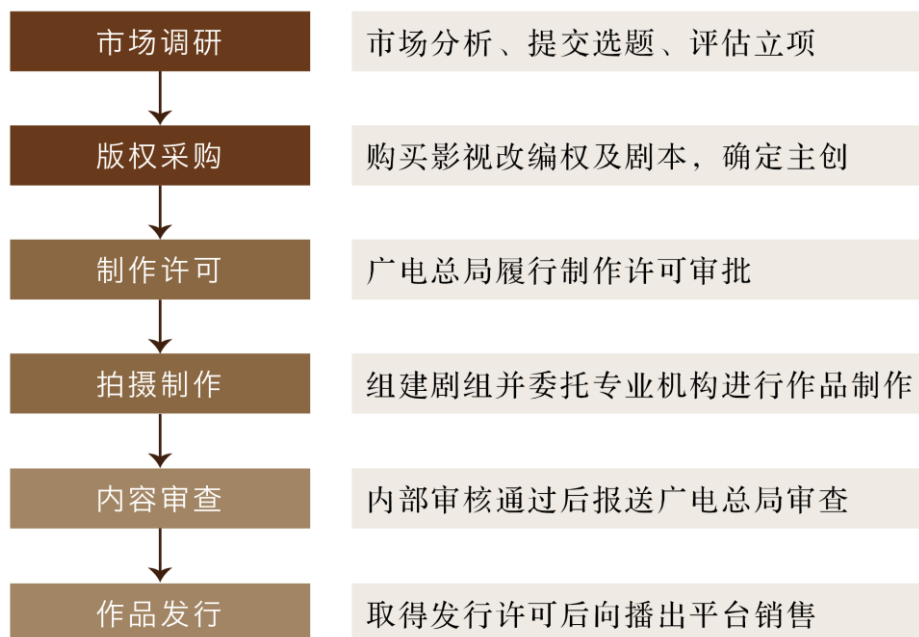 市场调研
市场分析、提交选题、评估立项
版权采购
购买影视改编权及剧本，确定主创
制作许可
广电总局履行制作许可审批
拍摄制作
组建剧组并委托专业机构进行作品制作
内容审查
内部审核通过后报送广电总局审查
作品发行
取得发行许可后向播出平台销售